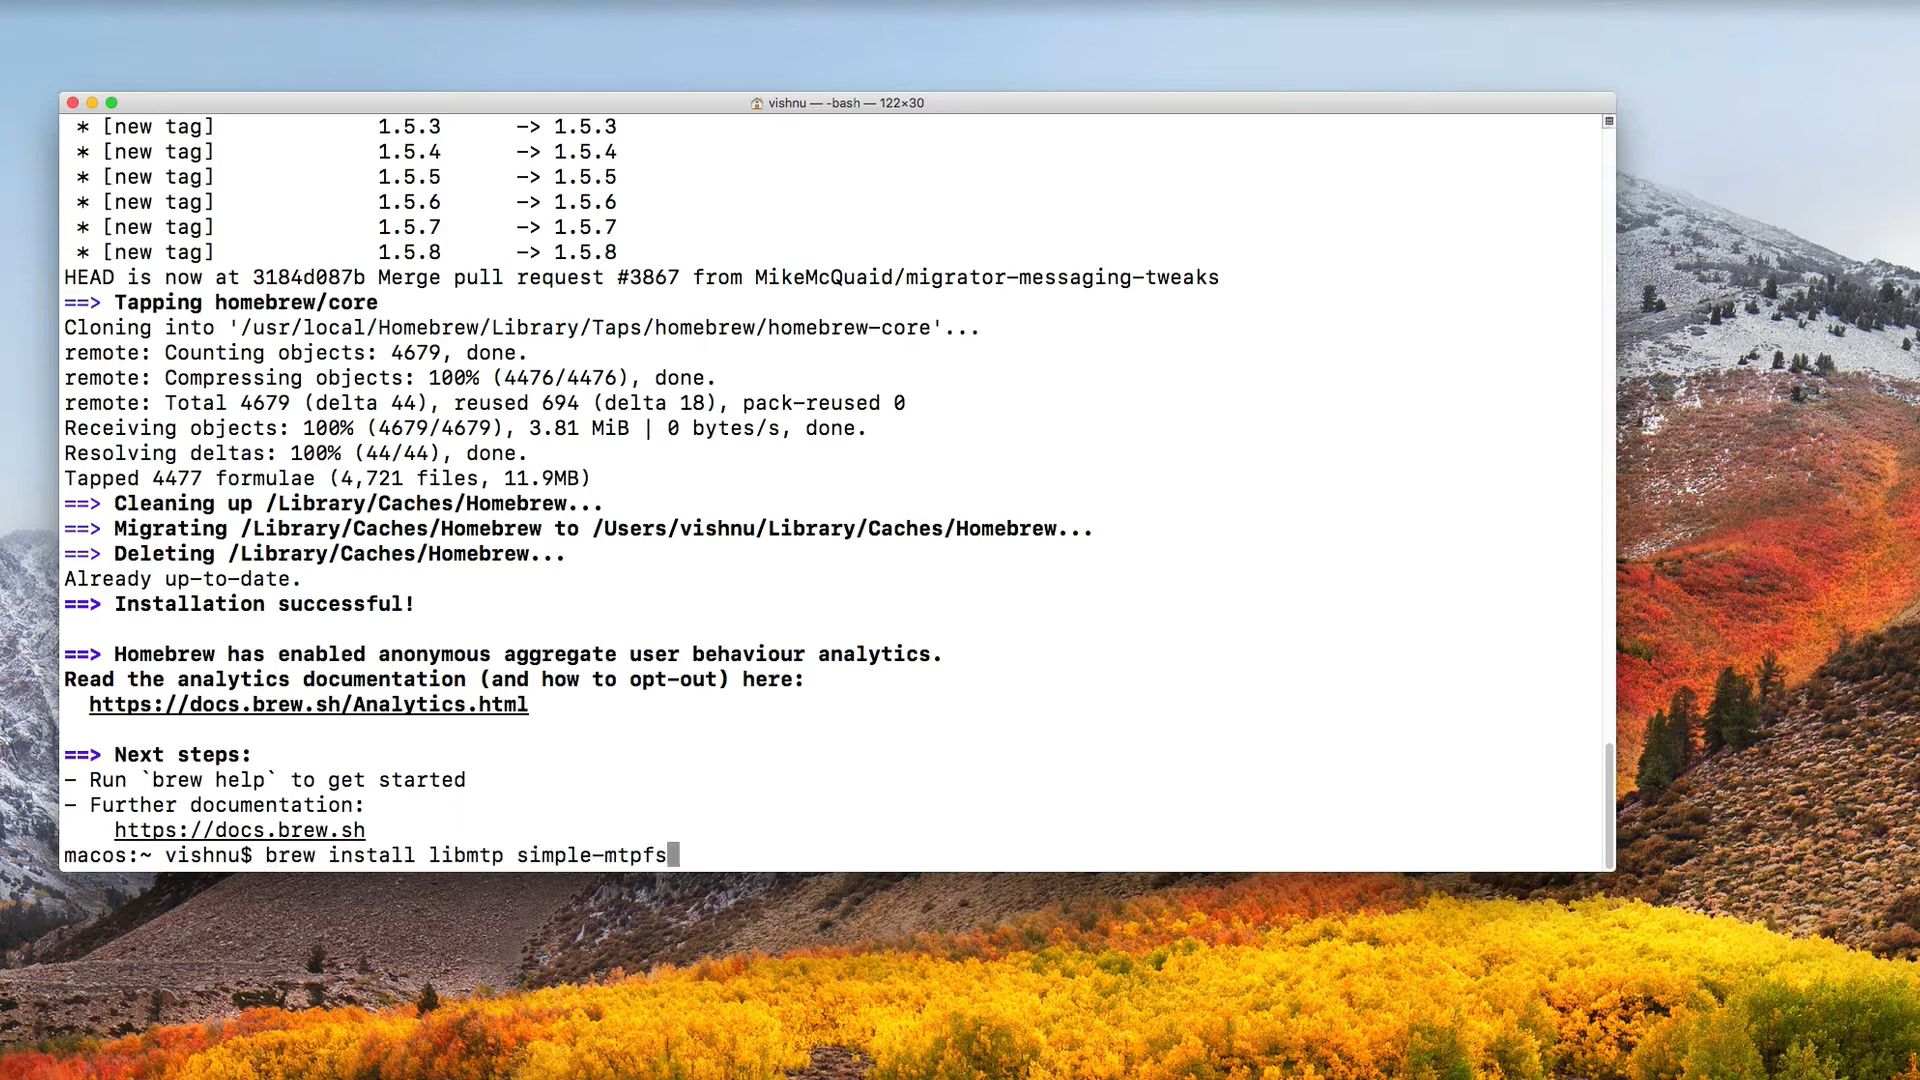 vishnu — -bash — 122×30
* [new tag]             1.5.3      -> 1.5.3
* [new tag]             1.5.4      -> 1.5.4
* [new tag]             1.5.5      -> 1.5.5
* [new tag]             1.5.6      -> 1.5.6
* [new tag]             1.5.7      -> 1.5.7
* [new tag]             1.5.8      -> 1.5.8
HEAD is now at 3184d087b Merge pull request #3867 from MikeMcQuaid/migrator-messaging-tweaks
==> Tapping homebrew/core
Cloning into '/usr/local/Homebrew/Library/Taps/homebrew/homebrew-core'...
remote: Counting objects: 4679, done.
remote: Compressing objects: 100% (4476/4476), done.
remote: Total 4679 (delta 44), reused 694 (delta 18), pack-reused 0
Receiving objects: 100% (4679/4679), 3.81 MiB | 0 bytes/s, done.
Resolving deltas: 100% (44/44), done.
Tapped 4477 formulae (4,721 files, 11.9MB)
==> Cleaning up /Library/Caches/Homebrew...
==> Migrating /Library/Caches/Homebrew to /Users/vishnu/Library/Caches/Homebrew...
==> Deleting /Library/Caches/Homebrew...
Already up-to-date.
==> Installation successful!
==> Homebrew has enabled anonymous aggregate user behaviour analytics.
Read the analytics documentation (and how to opt-out) here:
https://docs.brew.sh/Analytics.html
==> Next steps:
- Run `brew help` to get started
- Further documentation:
https://docs.brew.sh
macos:~ vishnu$ brew install libmtp simple-mtpfs